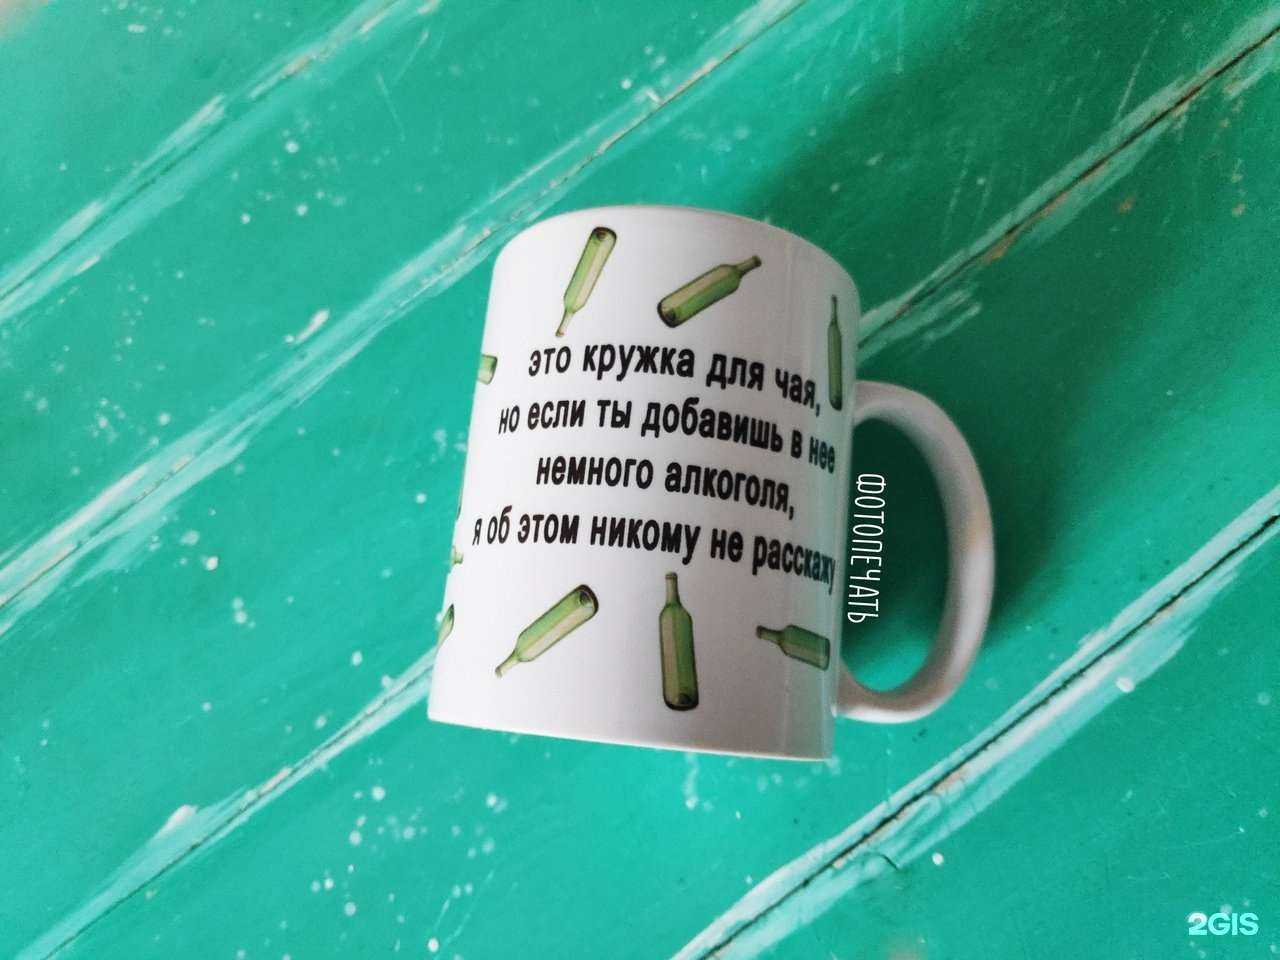 это кружка для чая,
но если ты добавишь в нее
немного алкоголя,
я об этом никому не расскажу
ФОТОПЕЧАТЬ
2GIS